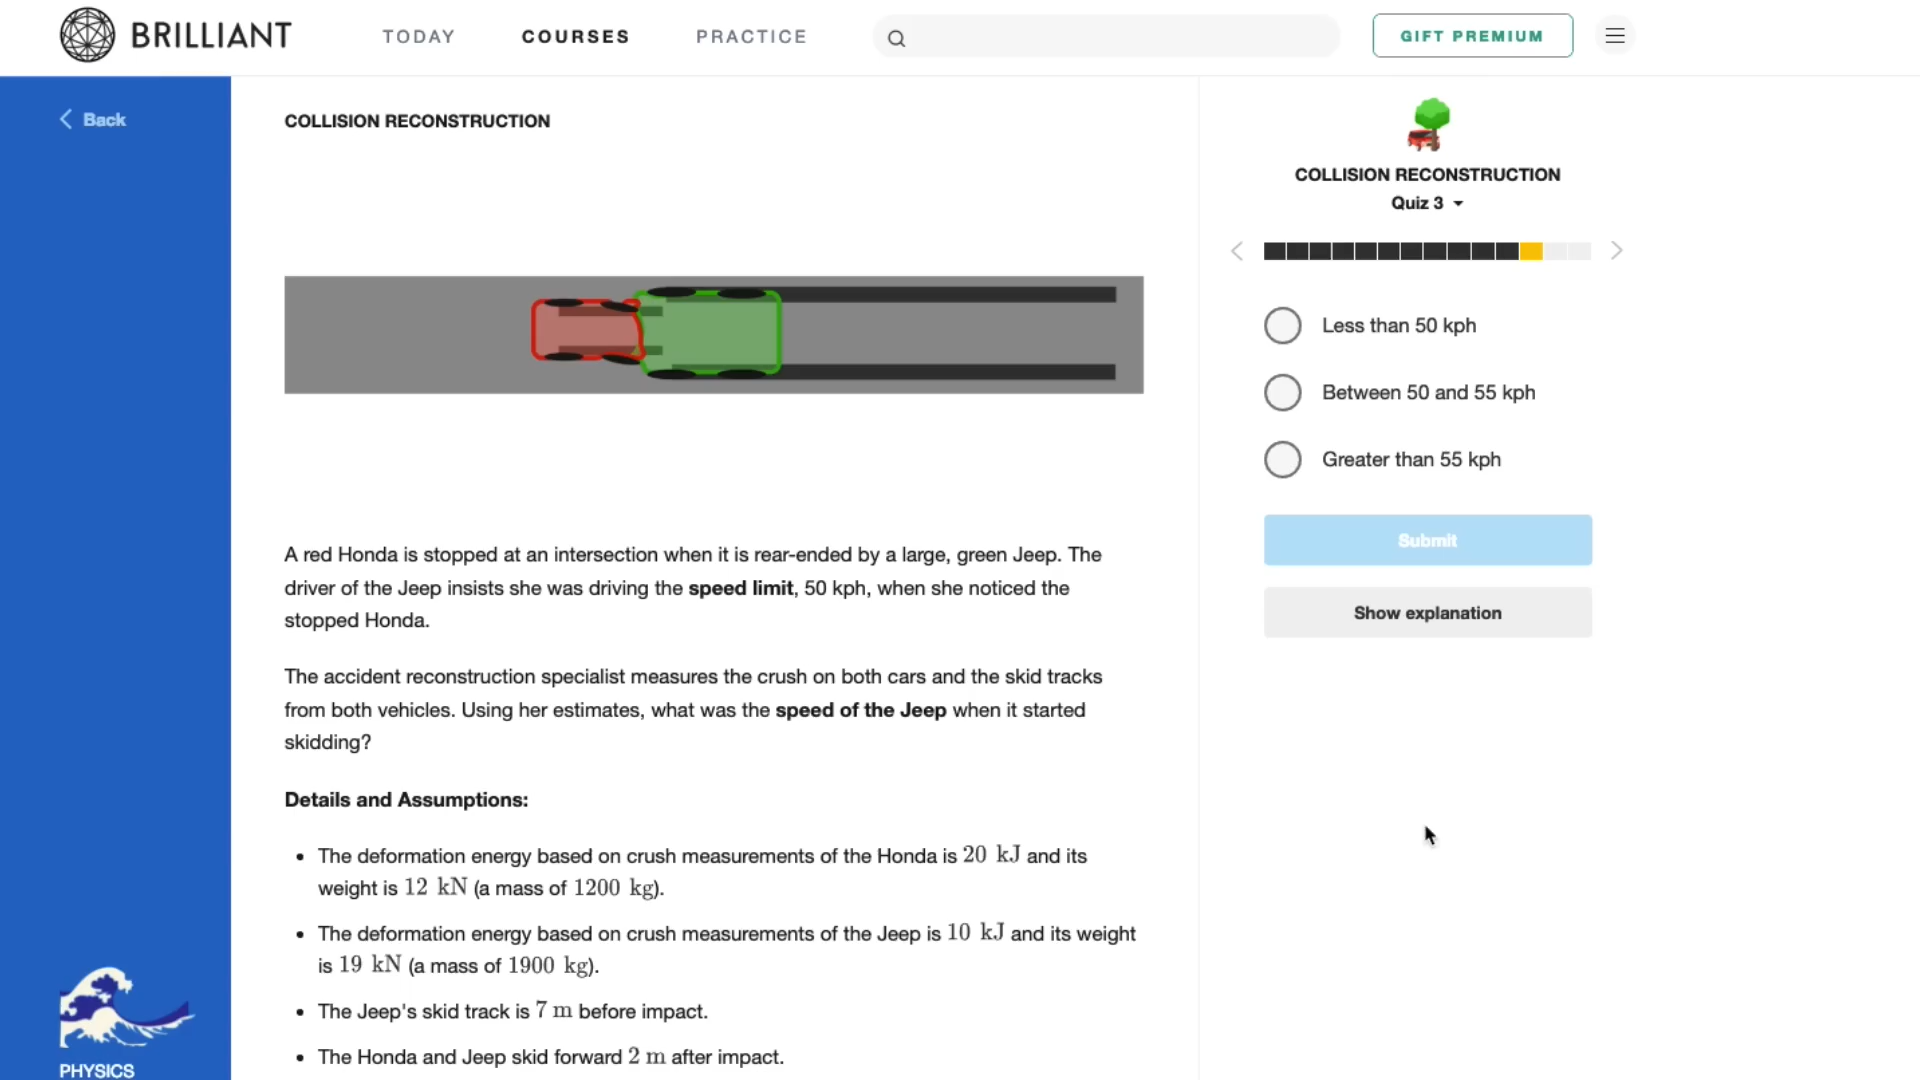 BRILLIANT
TODAY
COURSES
PRACTICE
GIFT PREMIUM
Back
COLLISION RECONSTRUCTION
A red Honda is stopped at an intersection when it is rear-ended by a large, green Jeep. The
driver of the Jeep insists she was driving the speed limit, 50 kph, when she noticed the
stopped Honda.
The accident reconstruction specialist measures the crush on both cars and the skid tracks
from both vehicles. Using her estimates, what was the speed of the Jeep when it started
skidding?
Details and Assumptions:
• The deformation energy based on crush measurements of the Honda is 20 kJ and its
weight is 12 kN (a mass of 1200 kg).
• The deformation energy based on crush measurements of the Jeep is 10 kJ and its weight
is 19 kN (a mass of 1900 kg).
• The Jeep's skid track is 7 m before impact.
• The Honda and Jeep skid forward 2 m after impact.
PHYSICS
COLLISION RECONSTRUCTION
Quiz 3
Less than 50 kph
Between 50 and 55 kph
Greater than 55 kph
Submit
Show explanation